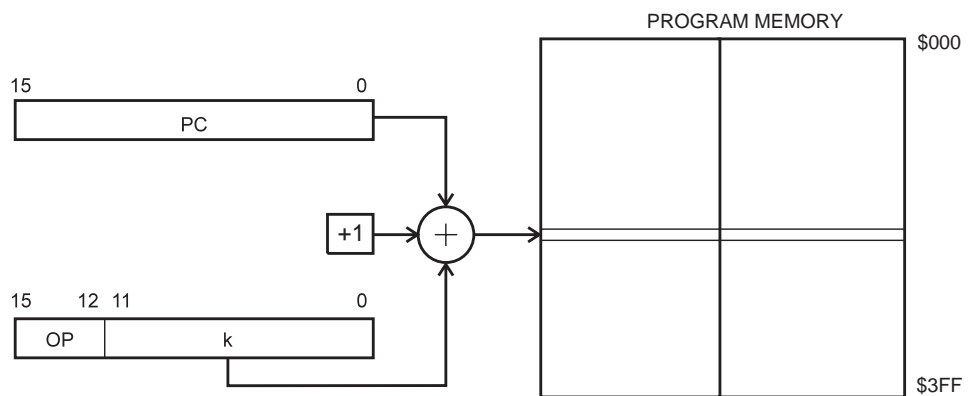 PROGRAM MEMORY
$000
15 0
PC
+1
+
15 12 11 0
OP k
$3FF